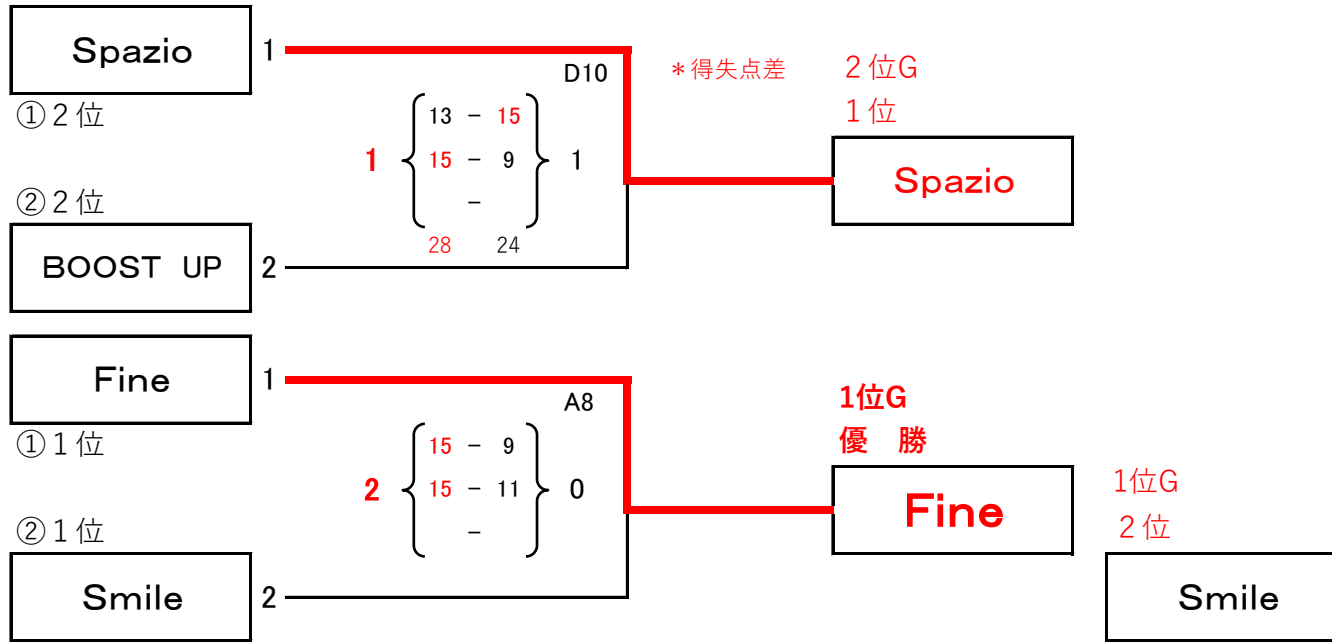 Spazio 1
D10 ＊得失点差 ２位G
①２位 13 － 15 １位
1 15 － 9 1 Spazio
②２位 －
28 24
BOOST UP 2
Fine 1
A8 1位G
①１位 15 － 9 優 勝
2 15 － 11 0 Fine 1位G
②１位 － ２位
Smile 2 Smile